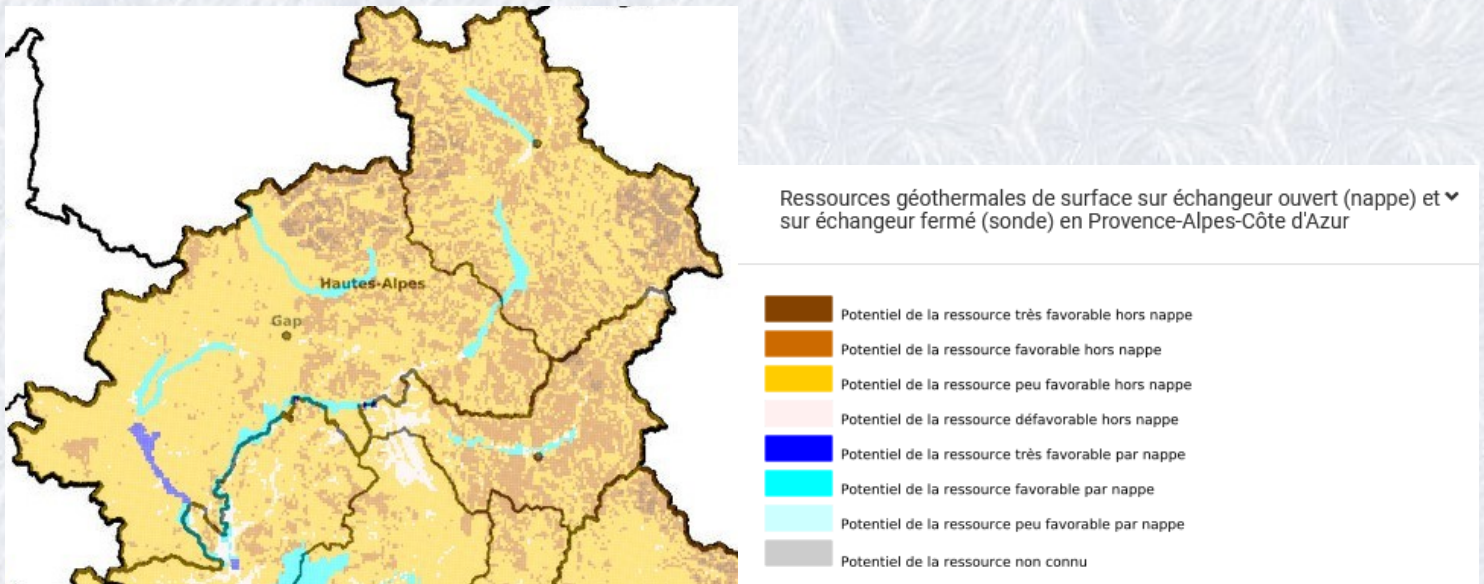 Hautes-Alpes
Gap
Ressources géothermales de surface sur échangeur ouvert (nappe) et
sur échangeur fermé (sonde) en Provence-Alpes-Côte d'Azur
Potentiel de la ressource très favorable hors nappe
Potentiel de la ressource favorable hors nappe
Potentiel de la ressource peu favorable hors nappe
Potentiel de la ressource défavorable hors nappe
Potentiel de la ressource très favorable par nappe
Potentiel de la ressource favorable par nappe
Potentiel de la ressource peu favorable par nappe
Potentiel de la ressource non connu